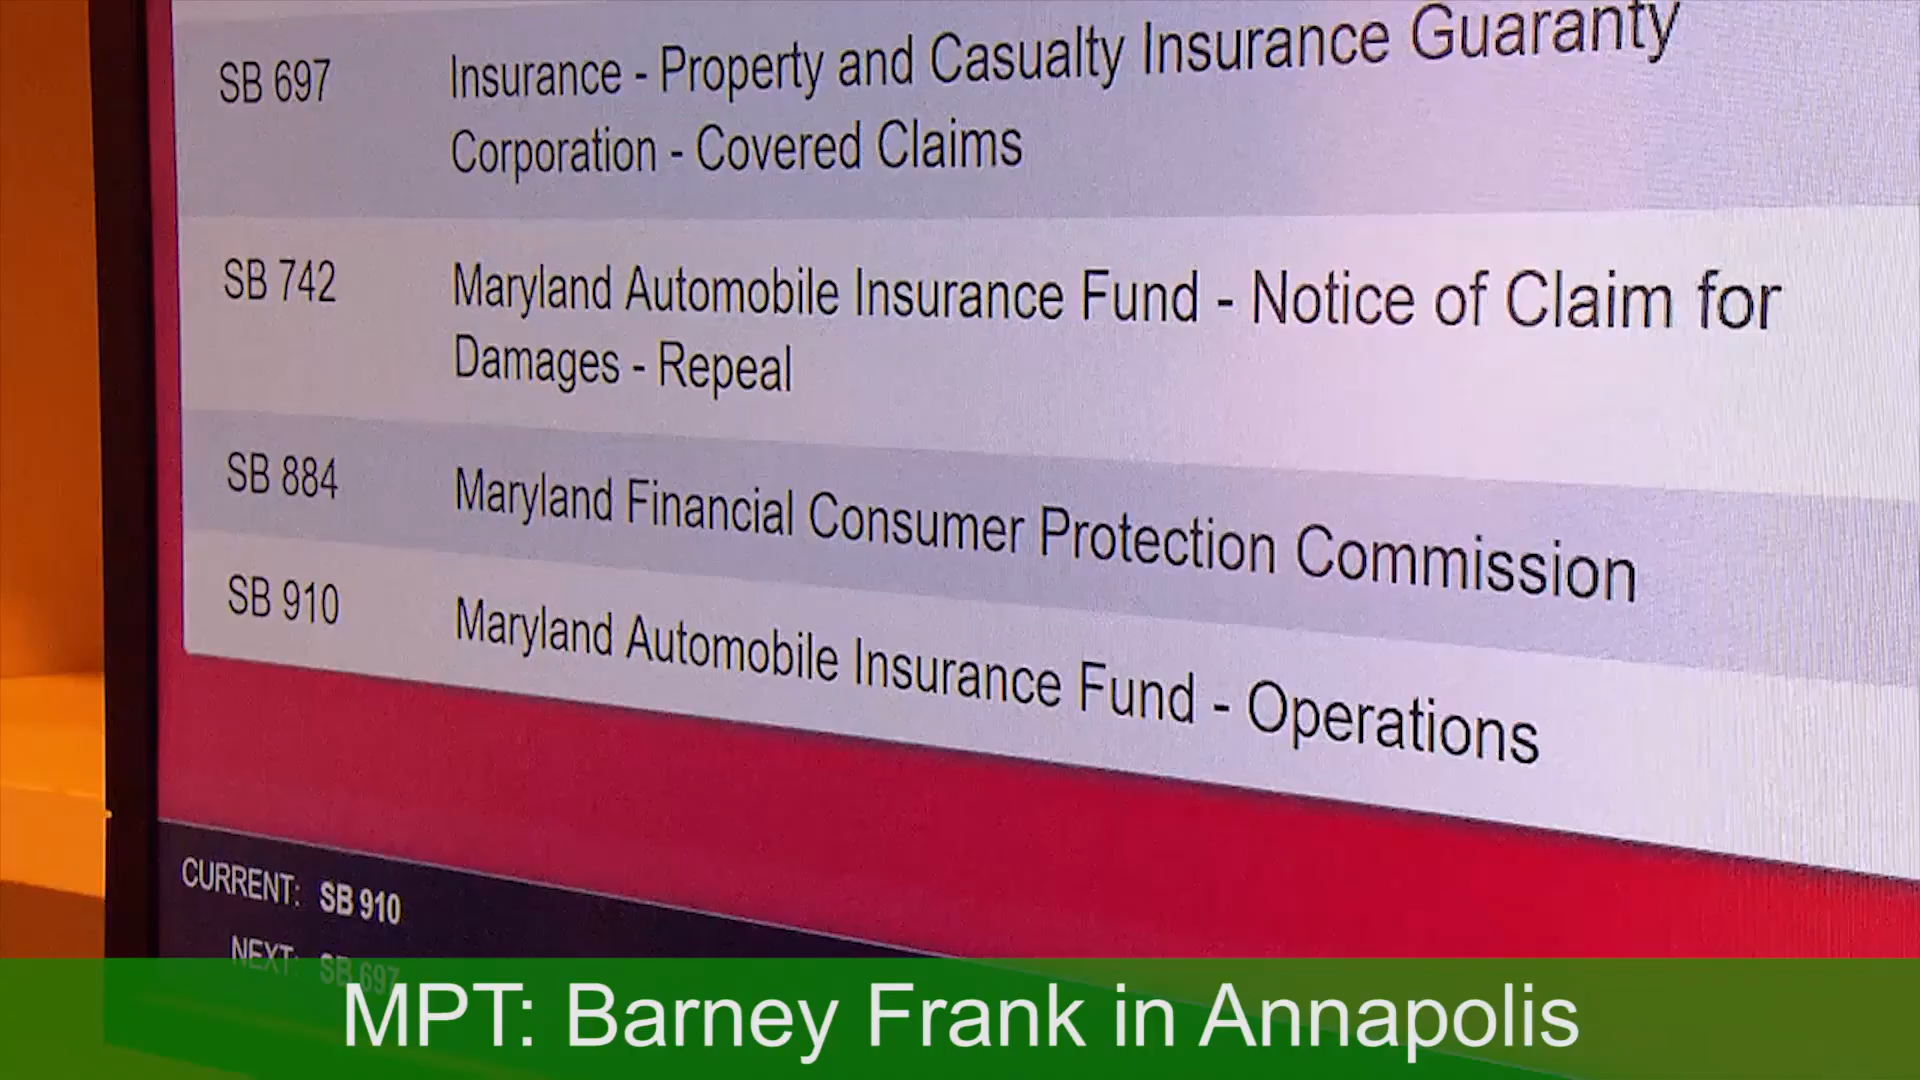 SB 697 Insurance - Property and Casualty Insurance Guaranty
Corporation - Covered Claims
SB 742 Maryland Automobile Insurance Fund - Notice of Claim for
Damages - Repeal
SB 884 Maryland Financial Consumer Protection Commission
SB 910 Maryland Automobile Insurance Fund - Operations
CURRENT: SB 910
NEXT: SB 697
MPT: Barney Frank in Annapolis